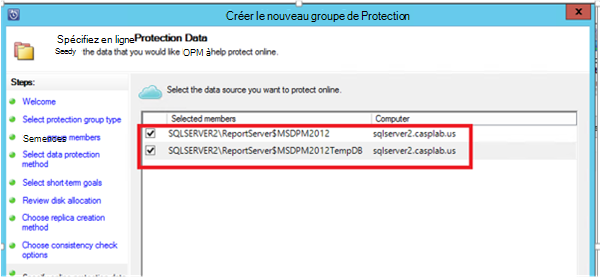 Créer le nouveau groupe de Protection
x
Spécifiez en ligne Protection Data
Seedy the data that you would like OPM à help protect online.
Steps:
Welcome
Select protection group type
Semendes group members
Select data protection
method
Select short-term goals
Review disk allocation
Choose replica creation
method
Choose consistency check
options
Select the data source you want to protect online.
Selected members Computer
SQLSERVER2\ReportServer$MSDPM2012 sqlserver2.casplab.us
SQLSERVER2\ReportServer$MSDPM2012TempDB sqlserver2.casplab.us